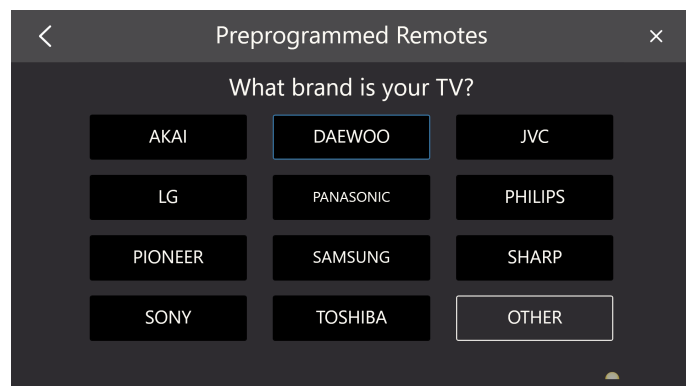 Preprogrammed Remotes
What brand is your TV?
AKAI DAEWOO JVC
LG PANASONIC PHILIPS
PIONEER SAMSUNG SHARP
SONY TOSHIBA OTHER